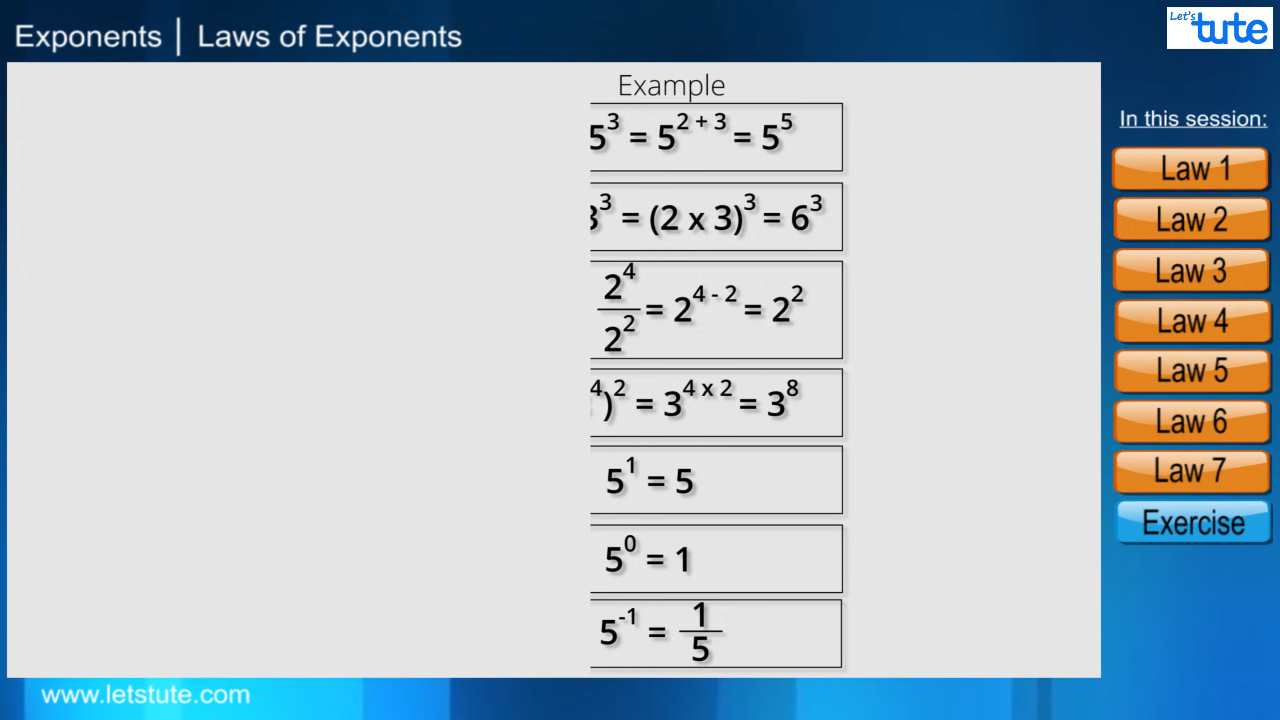 Exponents | Laws of Exponents
Let's tute
Example
5³ = 5²⁺³ = 5⁵
3³ = (2 x 3)³ = 6³
2⁴/2² = 2⁴⁻² = 2²
⁴)² = 3⁴ˣ² = 3⁸
5¹ = 5
5⁰ = 1
5⁻¹ = 1/5
In this session:
Law 1
Law 2
Law 3
Law 4
Law 5
Law 6
Law 7
Exercise
www.letstute.com